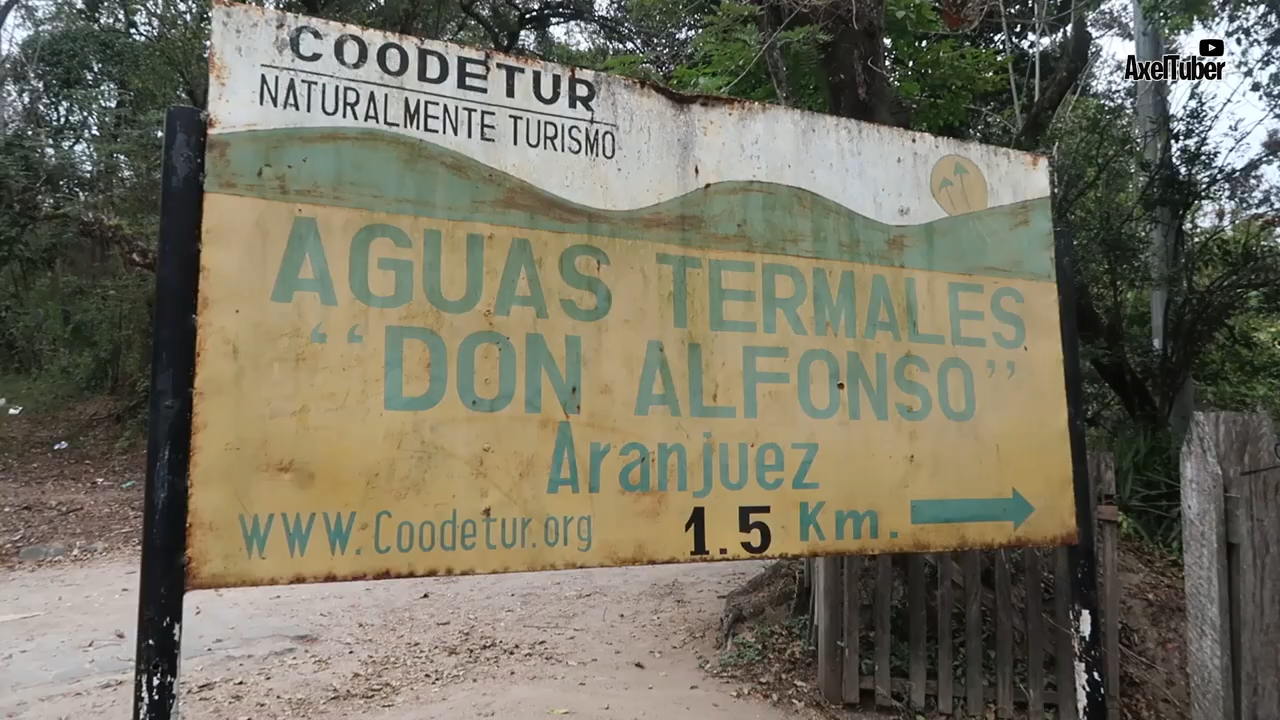 AxelTuber
COODETUR
NATURALMENTE TURISMO
AGUAS TERMALES
“DON ALFONSO”
Aranjuez
WWW.Coodetur.org 1.5 Km.